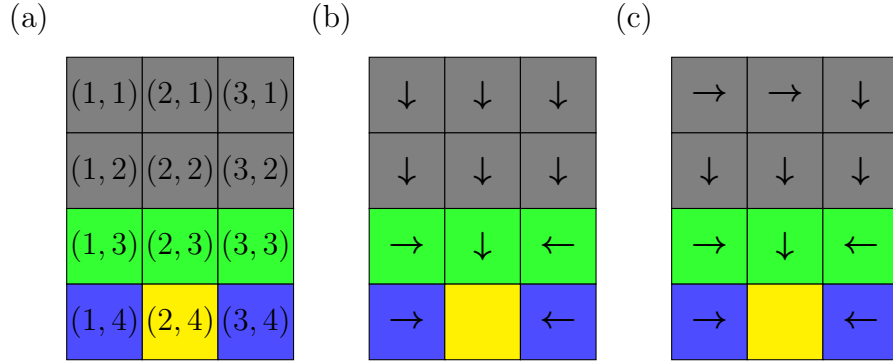 (a) (b) (c)
(1, 1) (2, 1) (3, 1) ↓ ↓ ↓ → → ↓
(1, 2) (2, 2) (3, 2) ↓ ↓ ↓ ↓ ↓ ↓
(1, 3) (2, 3) (3, 3) → ↓ ← → ↓ ←
(1, 4) (2, 4) (3, 4) → ← → ←